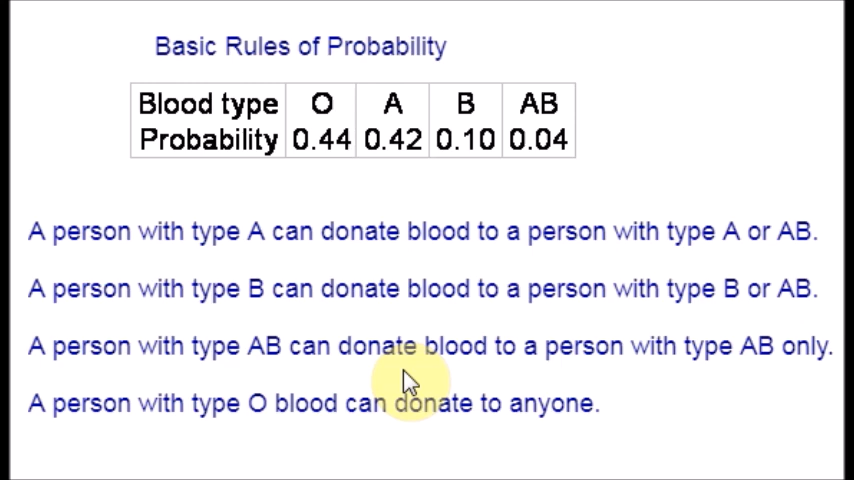 Basic Rules of Probability
Blood type O A B AB
Probability 0.44 0.42 0.10 0.04
A person with type A can donate blood to a person with type A or AB.
A person with type B can donate blood to a person with type B or AB.
A person with type AB can donate blood to a person with type AB only.
A person with type O blood can donate to anyone.